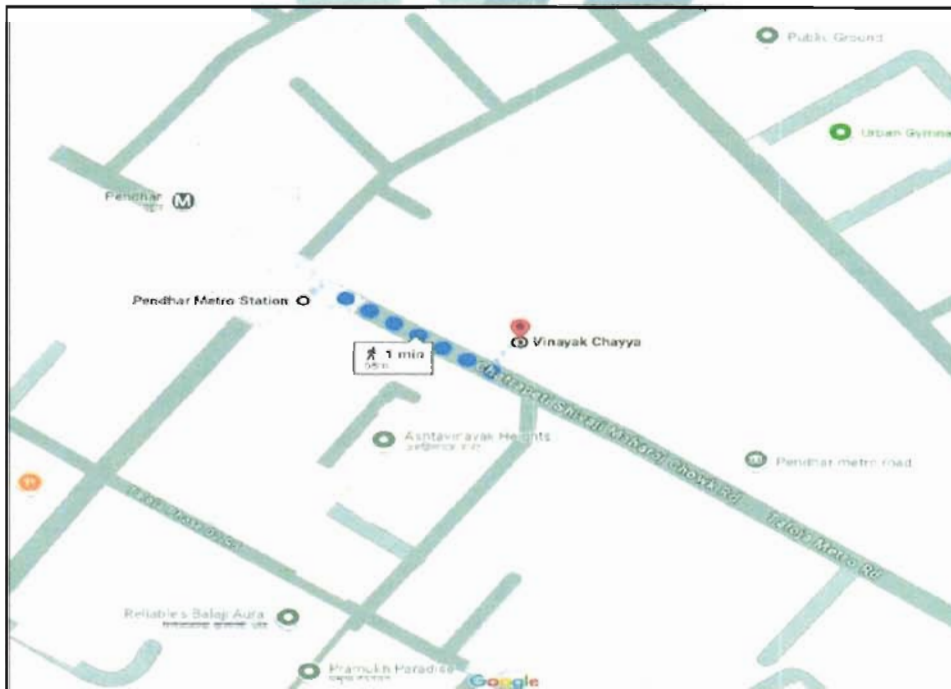 Public Ground
Urban Gymna
Pendhar
M
Pendhar Metro Station
Vinayak Chayya
1 min
Chatrapati Shivaji Maharaj Chowk Rd
Ashtavinayak Heights
Pendhar metro road
Taloja Metro Rd
Reliable's Balaji Aura
Pramukh Paradise
Google